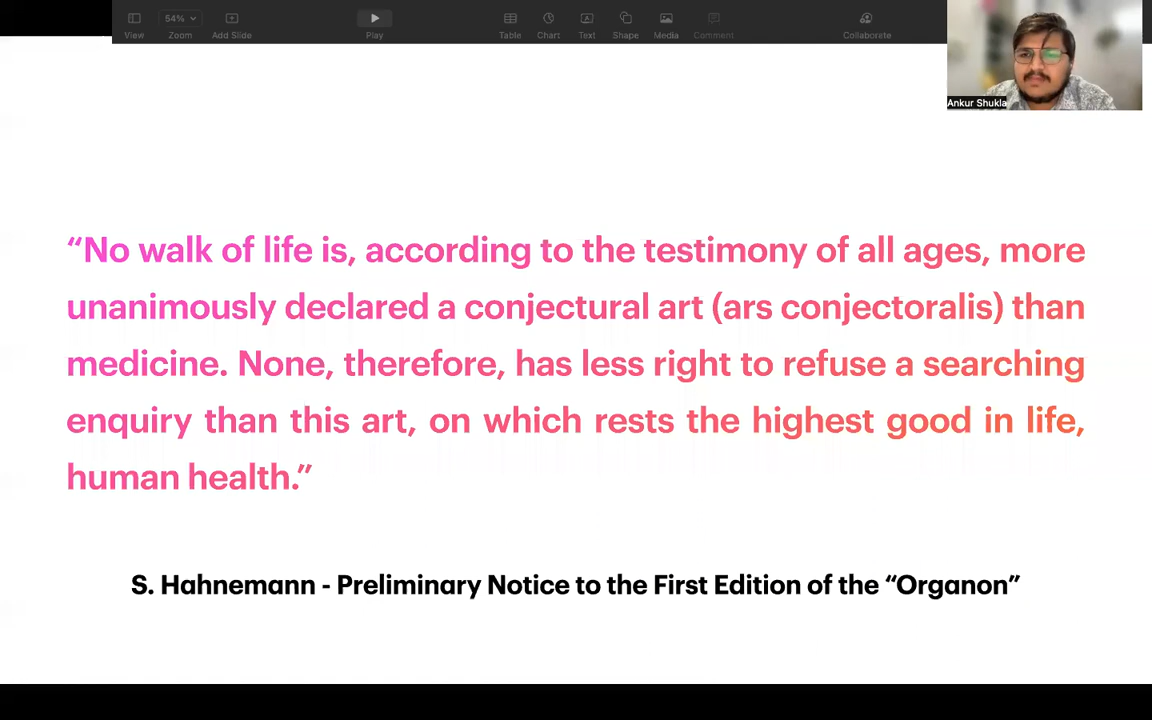 View
54%
Zoom
Add Slide
Play
Table
Chart
Text
Shape
Media
Comment
Collaborate
Ankur Shukla
“No walk of life is, according to the testimony of all ages, more
unanimously declared a conjectural art (ars conjectoralis) than
medicine. None, therefore, has less right to refuse a searching
enquiry than this art, on which rests the highest good in life,
human health.”
S. Hahnemann - Preliminary Notice to the First Edition of the “Organon”